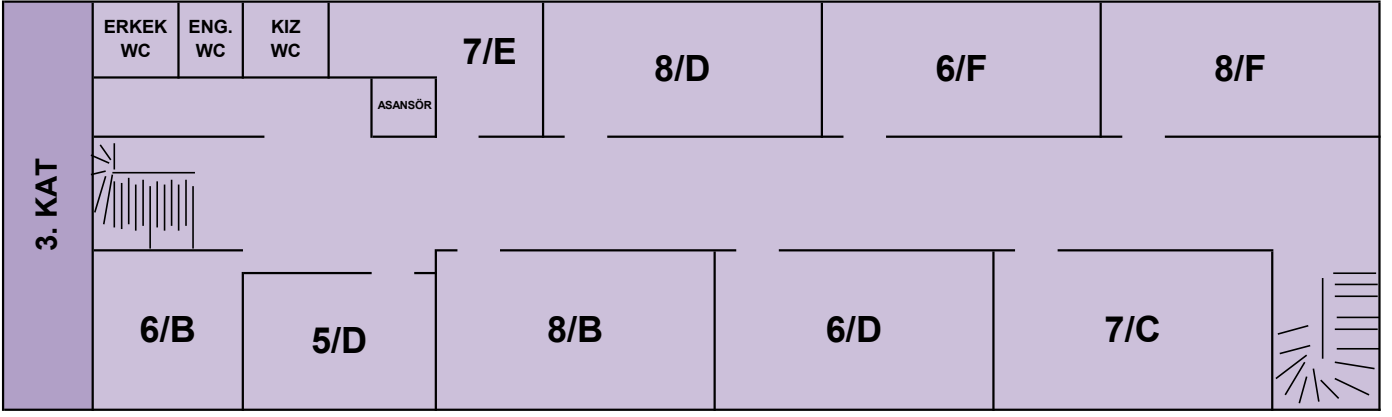 3. KAT
ERKEK
WC
ENG.
WC
KIZ
WC
7/E
8/D
6/F
8/F
ASANSÖR
6/B
5/D
8/B
6/D
7/C